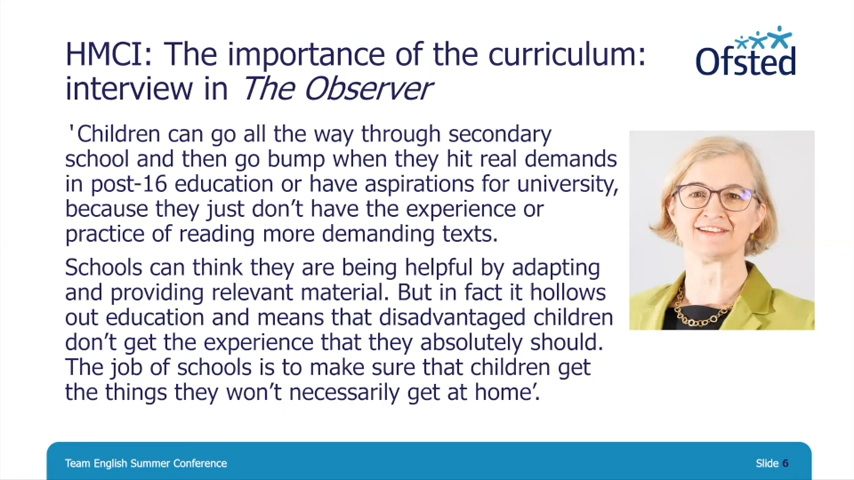 HMCI: The importance of the curriculum:
interview in The Observer
Ofsted
'Children can go all the way through secondary
school and then go bump when they hit real demands
in post-16 education or have aspirations for university,
because they just don't have the experience or
practice of reading more demanding texts.
Schools can think they are being helpful by adapting
and providing relevant material. But in fact it hollows
out education and means that disadvantaged children
don't get the experience that they absolutely should.
The job of schools is to make sure that children get
the things they won't necessarily get at home'.
Team English Summer Conference
Slide 6